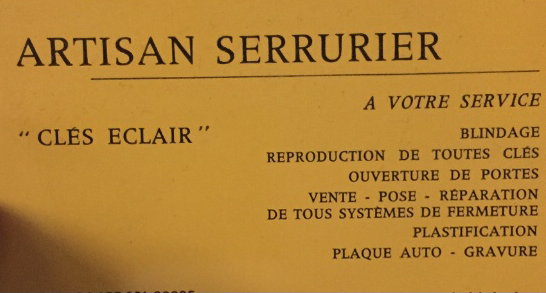 ARTISAN SERRURIER
A VOTRE SERVICE
" CLÉS ECLAIR "
BLINDAGE
REPRODUCTION DE TOUTES CLÉS
OUVERTURE DE PORTES
VENTE - POSE - RÉPARATION
DE TOUS SYSTÈMES DE FERMETURE
PLASTIFICATION
PLAQUE AUTO - GRAVURE